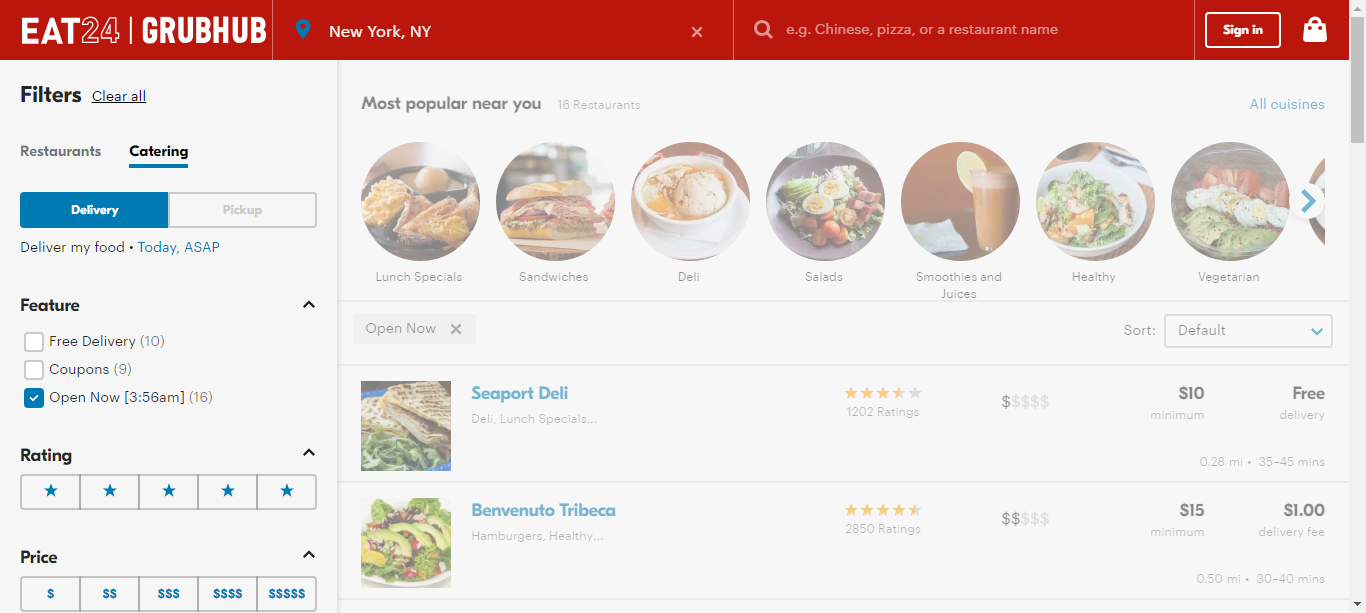 EAT24 | GRUBHUB
New York, NY
e.g. Chinese, pizza, or a restaurant name
Sign in
Filters Clear all
Restaurants Catering
Delivery Pickup
Deliver my food • Today, ASAP
Feature
Free Delivery (10)
Coupons (9)
Open Now [3:56am] (16)
Rating
Price
$ $$ $$$ $$$$ $$$$$
Most popular near you 16 Restaurants All cuisines
Lunch Specials
Sandwiches
Deli
Salads
Smoothies and
Juices
Healthy
Vegetarian
Open Now
Sort: Default
Seaport Deli
Deli, Lunch Specials...
1202 Ratings
$$$$$
$10
minimum
Free
delivery
0.28 mi • 35–45 mins
Benvenuto Tribeca
Hamburgers, Healthy...
2850 Ratings
$$$$$
$15
minimum
$1.00
delivery fee
0.50 mi • 30–40 mins